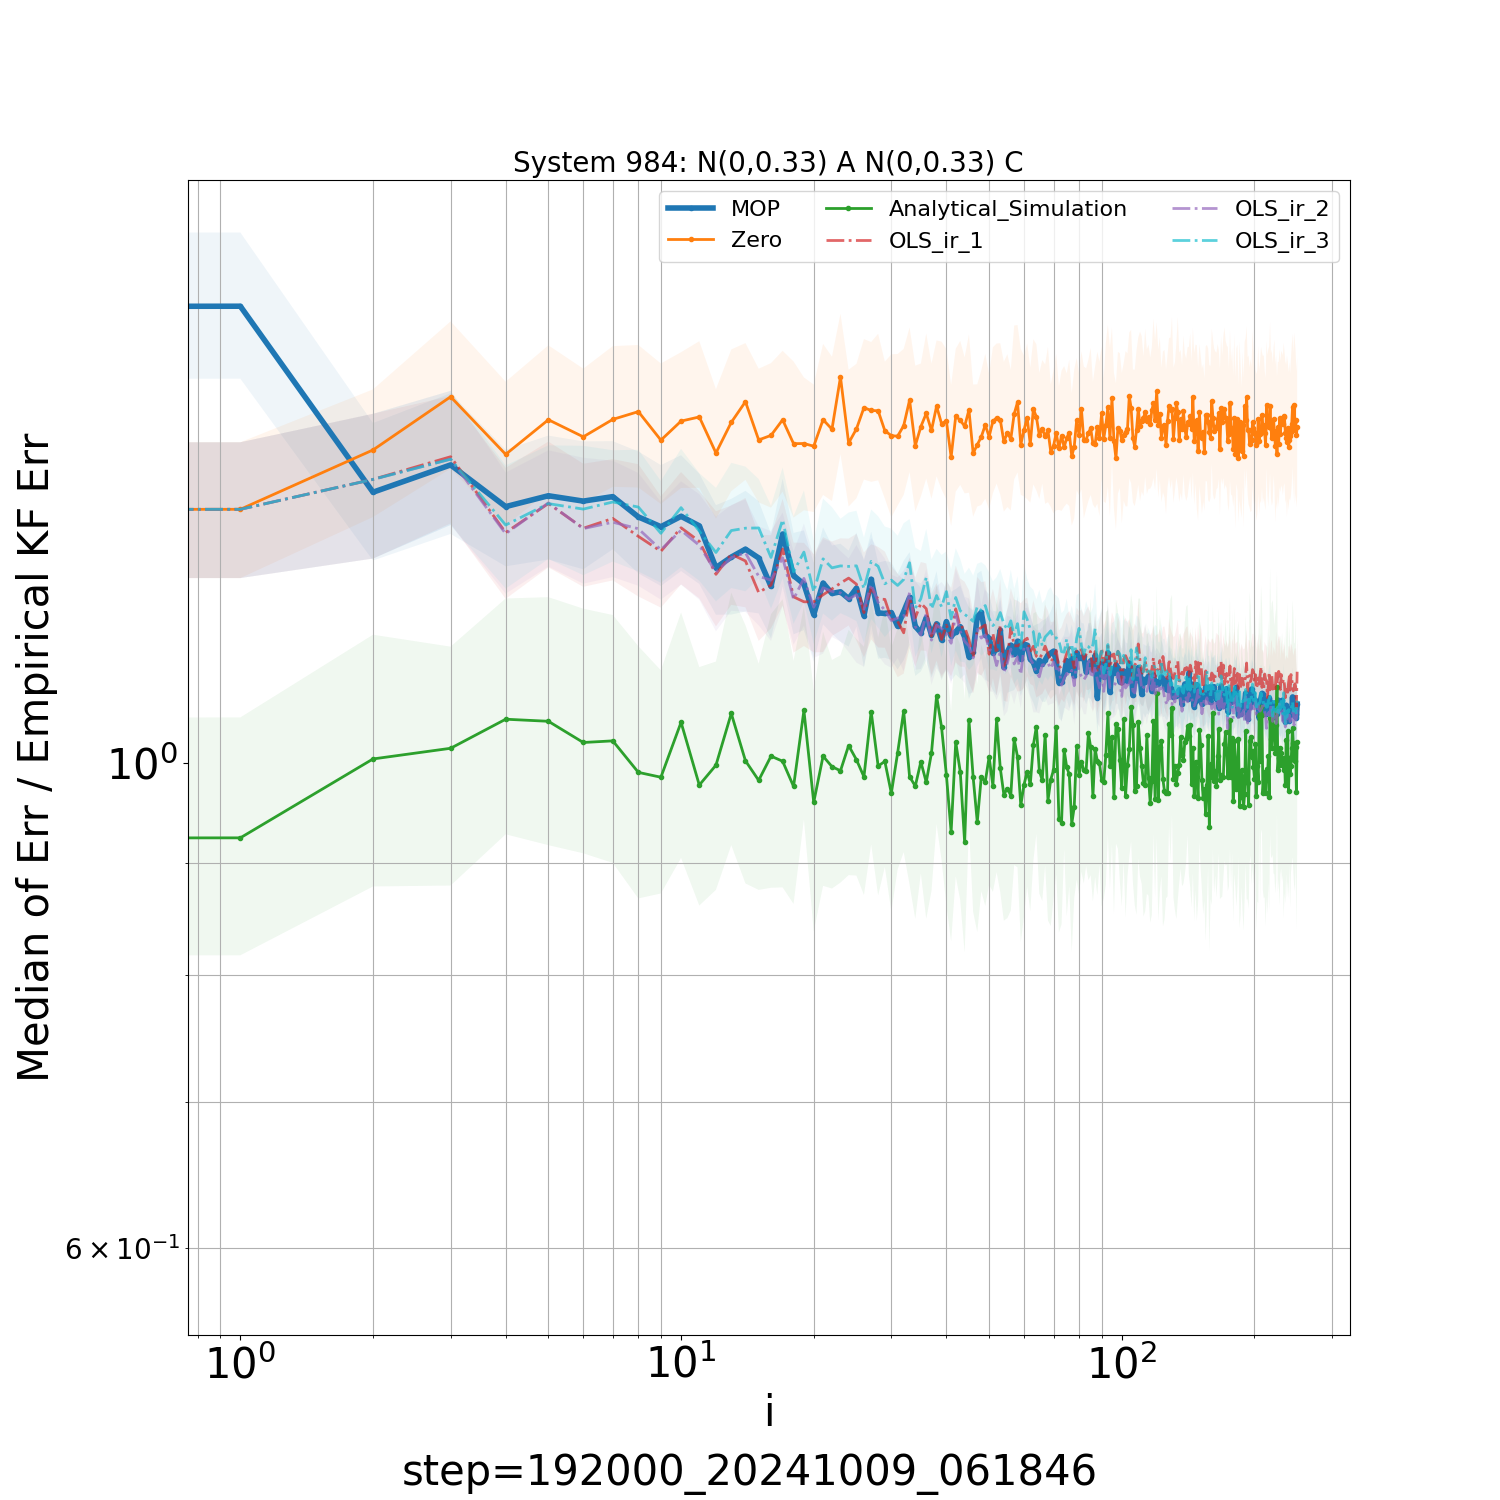 System 984: N(0,0.33) A N(0,0.33) C
MOP
Zero
Analytical_Simulation
OLS_ir_1
OLS_ir_2
OLS_ir_3
Median of Err / Empirical KF Err
10⁰
6 × 10⁻¹
10⁰ 10¹ 10²
i
step=192000_20241009_061846